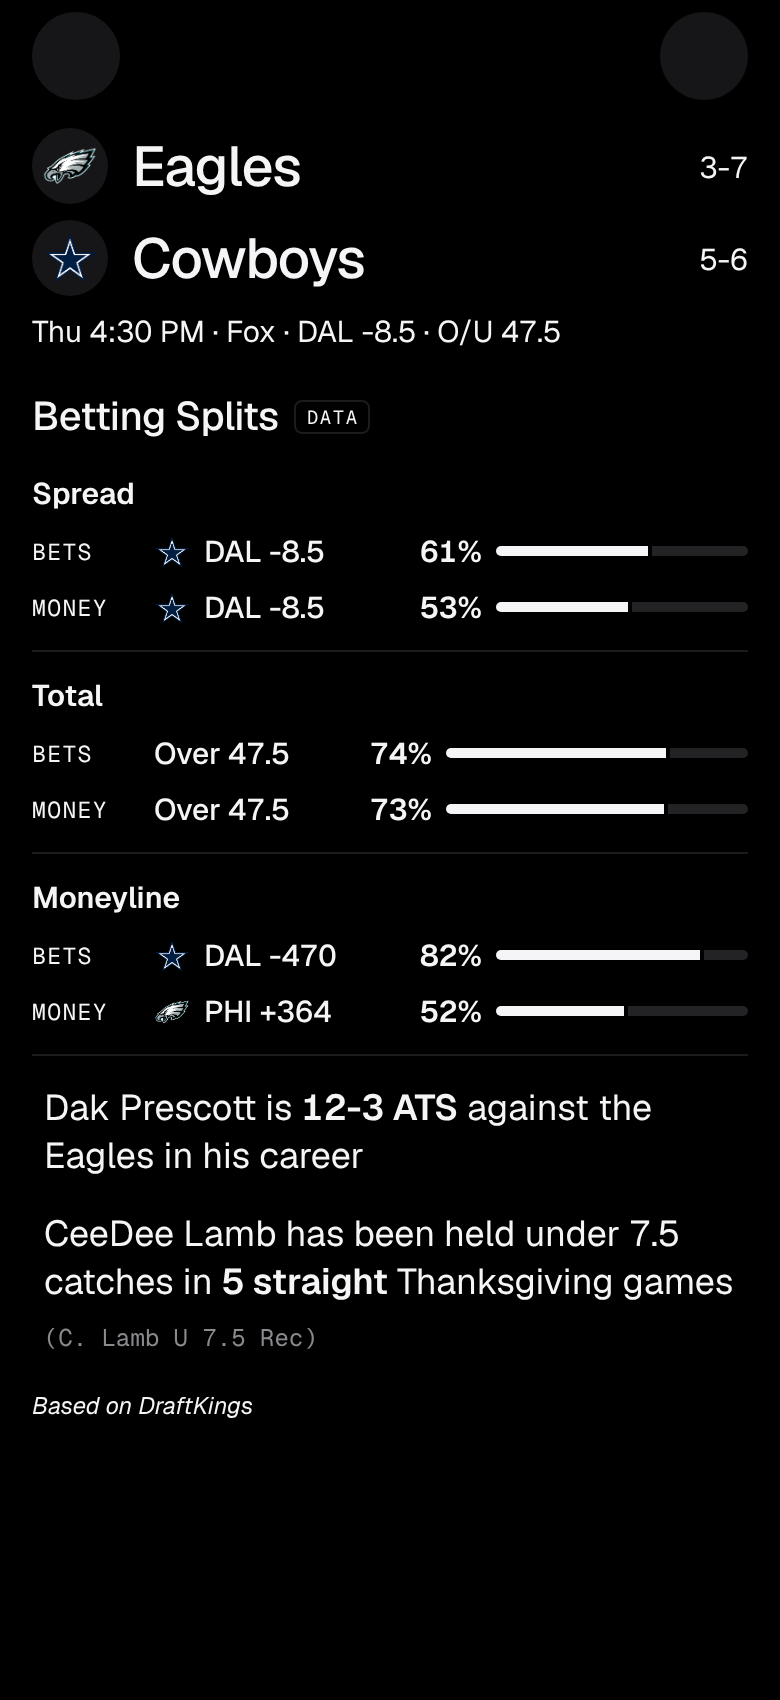 Eagles 3-7
Cowboys 5-6
Thu 4:30 PM · Fox · DAL -8.5 · O/U 47.5
Betting Splits DATA
Spread
BETS DAL -8.5 61%
MONEY DAL -8.5 53%
Total
BETS Over 47.5 74%
MONEY Over 47.5 73%
Moneyline
BETS DAL -470 82%
MONEY PHI +364 52%
Dak Prescott is 12-3 ATS against the
Eagles in his career
CeeDee Lamb has been held under 7.5
catches in 5 straight Thanksgiving games
(C. Lamb U 7.5 Rec)
Based on DraftKings